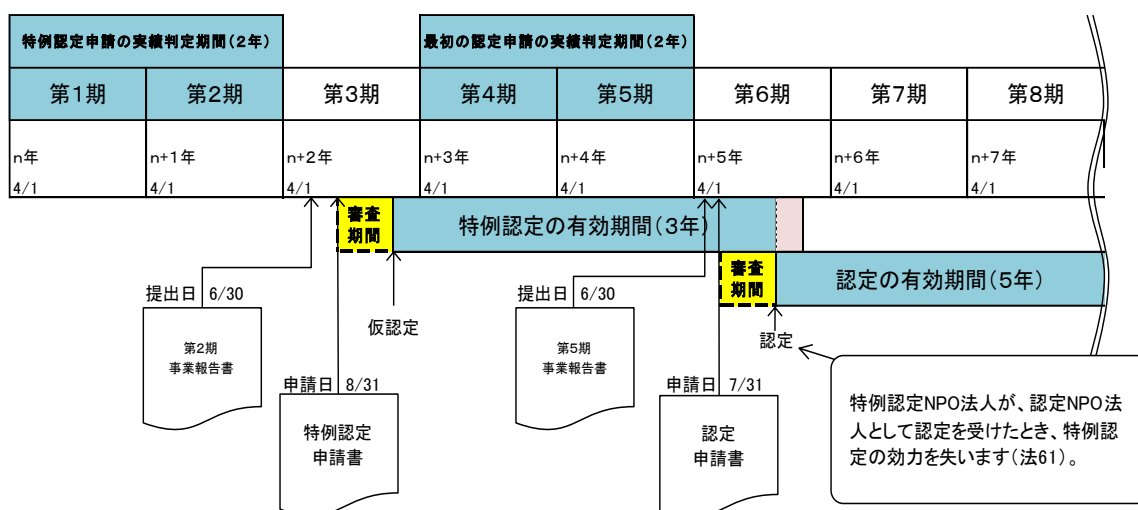 特例認定申請の実績判定期間(2年)
最初の認定申請の実績判定期間(2年)
第1期
第2期
第3期
第4期
第5期
第6期
第7期
第8期
n年
4/1
n+1年
4/1
n+2年
4/1
n+3年
4/1
n+4年
4/1
n+5年
4/1
n+6年
4/1
n+7年
4/1
審査
期間
特例認定の有効期間(3年)
審査
期間
認定の有効期間(5年)
提出日 6/30
第2期
事業報告書
仮認定
申請日 8/31
特例認定
申請書
提出日 6/30
第5期
事業報告書
認定
申請日 7/31
認定
申請書
特例認定NPO法人が、認定NPO法
人として認定を受けたとき、特例認
定の効力を失います(法61)。